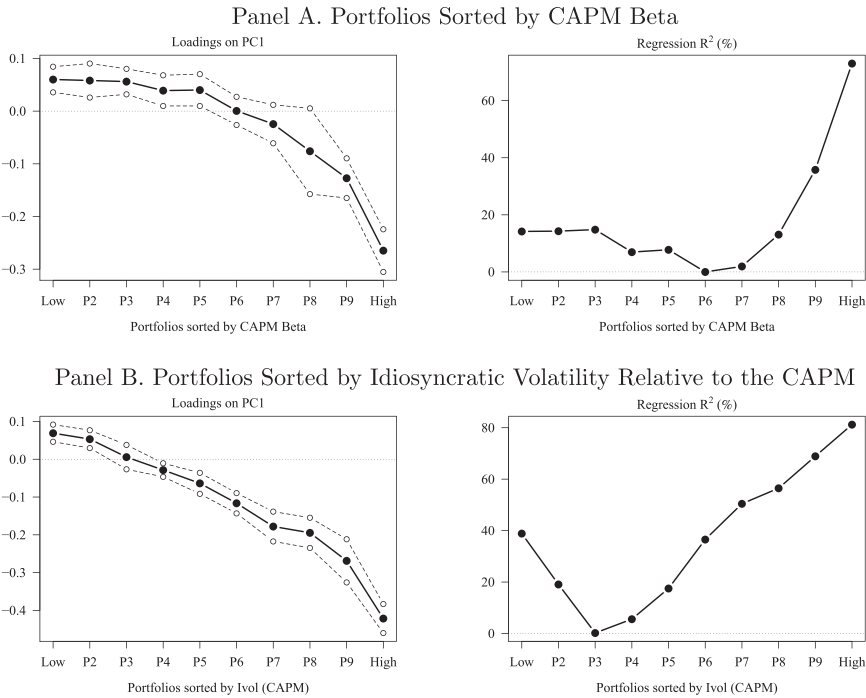 Panel A. Portfolios Sorted by CAPM Beta
Loadings on PC1
0.1
0.0
−0.1
−0.2
−0.3
Low P2 P3 P4 P5 P6 P7 P8 P9 High
Portfolios sorted by CAPM Beta
Regression R² (%)
60
40
20
0
Low P2 P3 P4 P5 P6 P7 P8 P9 High
Portfolios sorted by CAPM Beta
Panel B. Portfolios Sorted by Idiosyncratic Volatility Relative to the CAPM
Loadings on PC1
0.1
0.0
−0.1
−0.2
−0.3
−0.4
Low P2 P3 P4 P5 P6 P7 P8 P9 High
Portfolios sorted by Ivol (CAPM)
Regression R² (%)
80
60
40
20
0
Low P2 P3 P4 P5 P6 P7 P8 P9 High
Portfolios sorted by Ivol (CAPM)